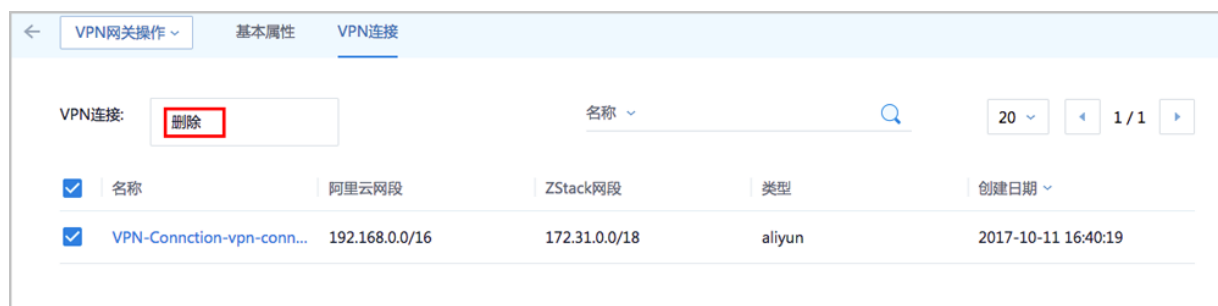 VPN网关操作 基本属性 VPN连接
VPN连接: 删除 名称 20 1 / 1
名称 阿里云网段 ZStack网段 类型 创建日期
VPN-Connction-vpn-conn... 192.168.0.0/16 172.31.0.0/18 aliyun 2017-10-11 16:40:19